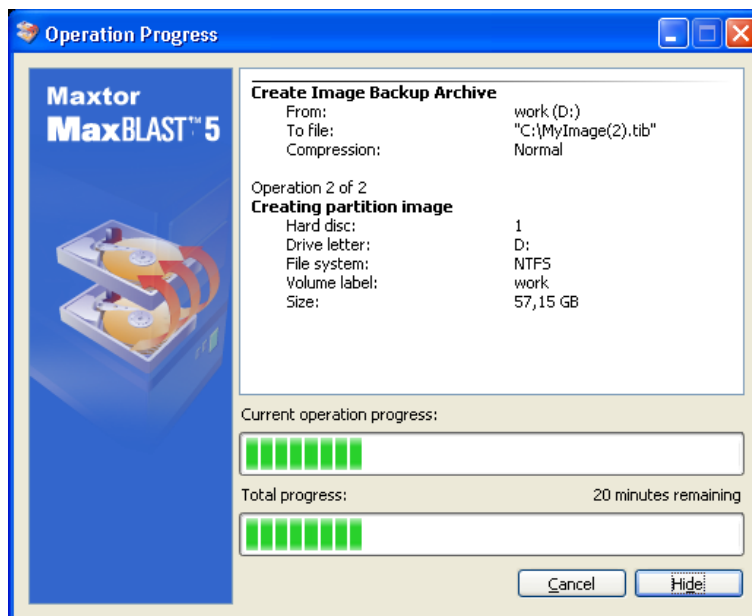 Operation Progress
Maxtor
MaxBLAST™5
Create Image Backup Archive
From: work (D:)
To file: "C:\MyImage(2).tib"
Compression: Normal
Operation 2 of 2
Creating partition image
Hard disc: 1
Drive letter: D:
File system: NTFS
Volume label: work
Size: 57,15 GB
Current operation progress:
Total progress: 20 minutes remaining
Cancel Hide